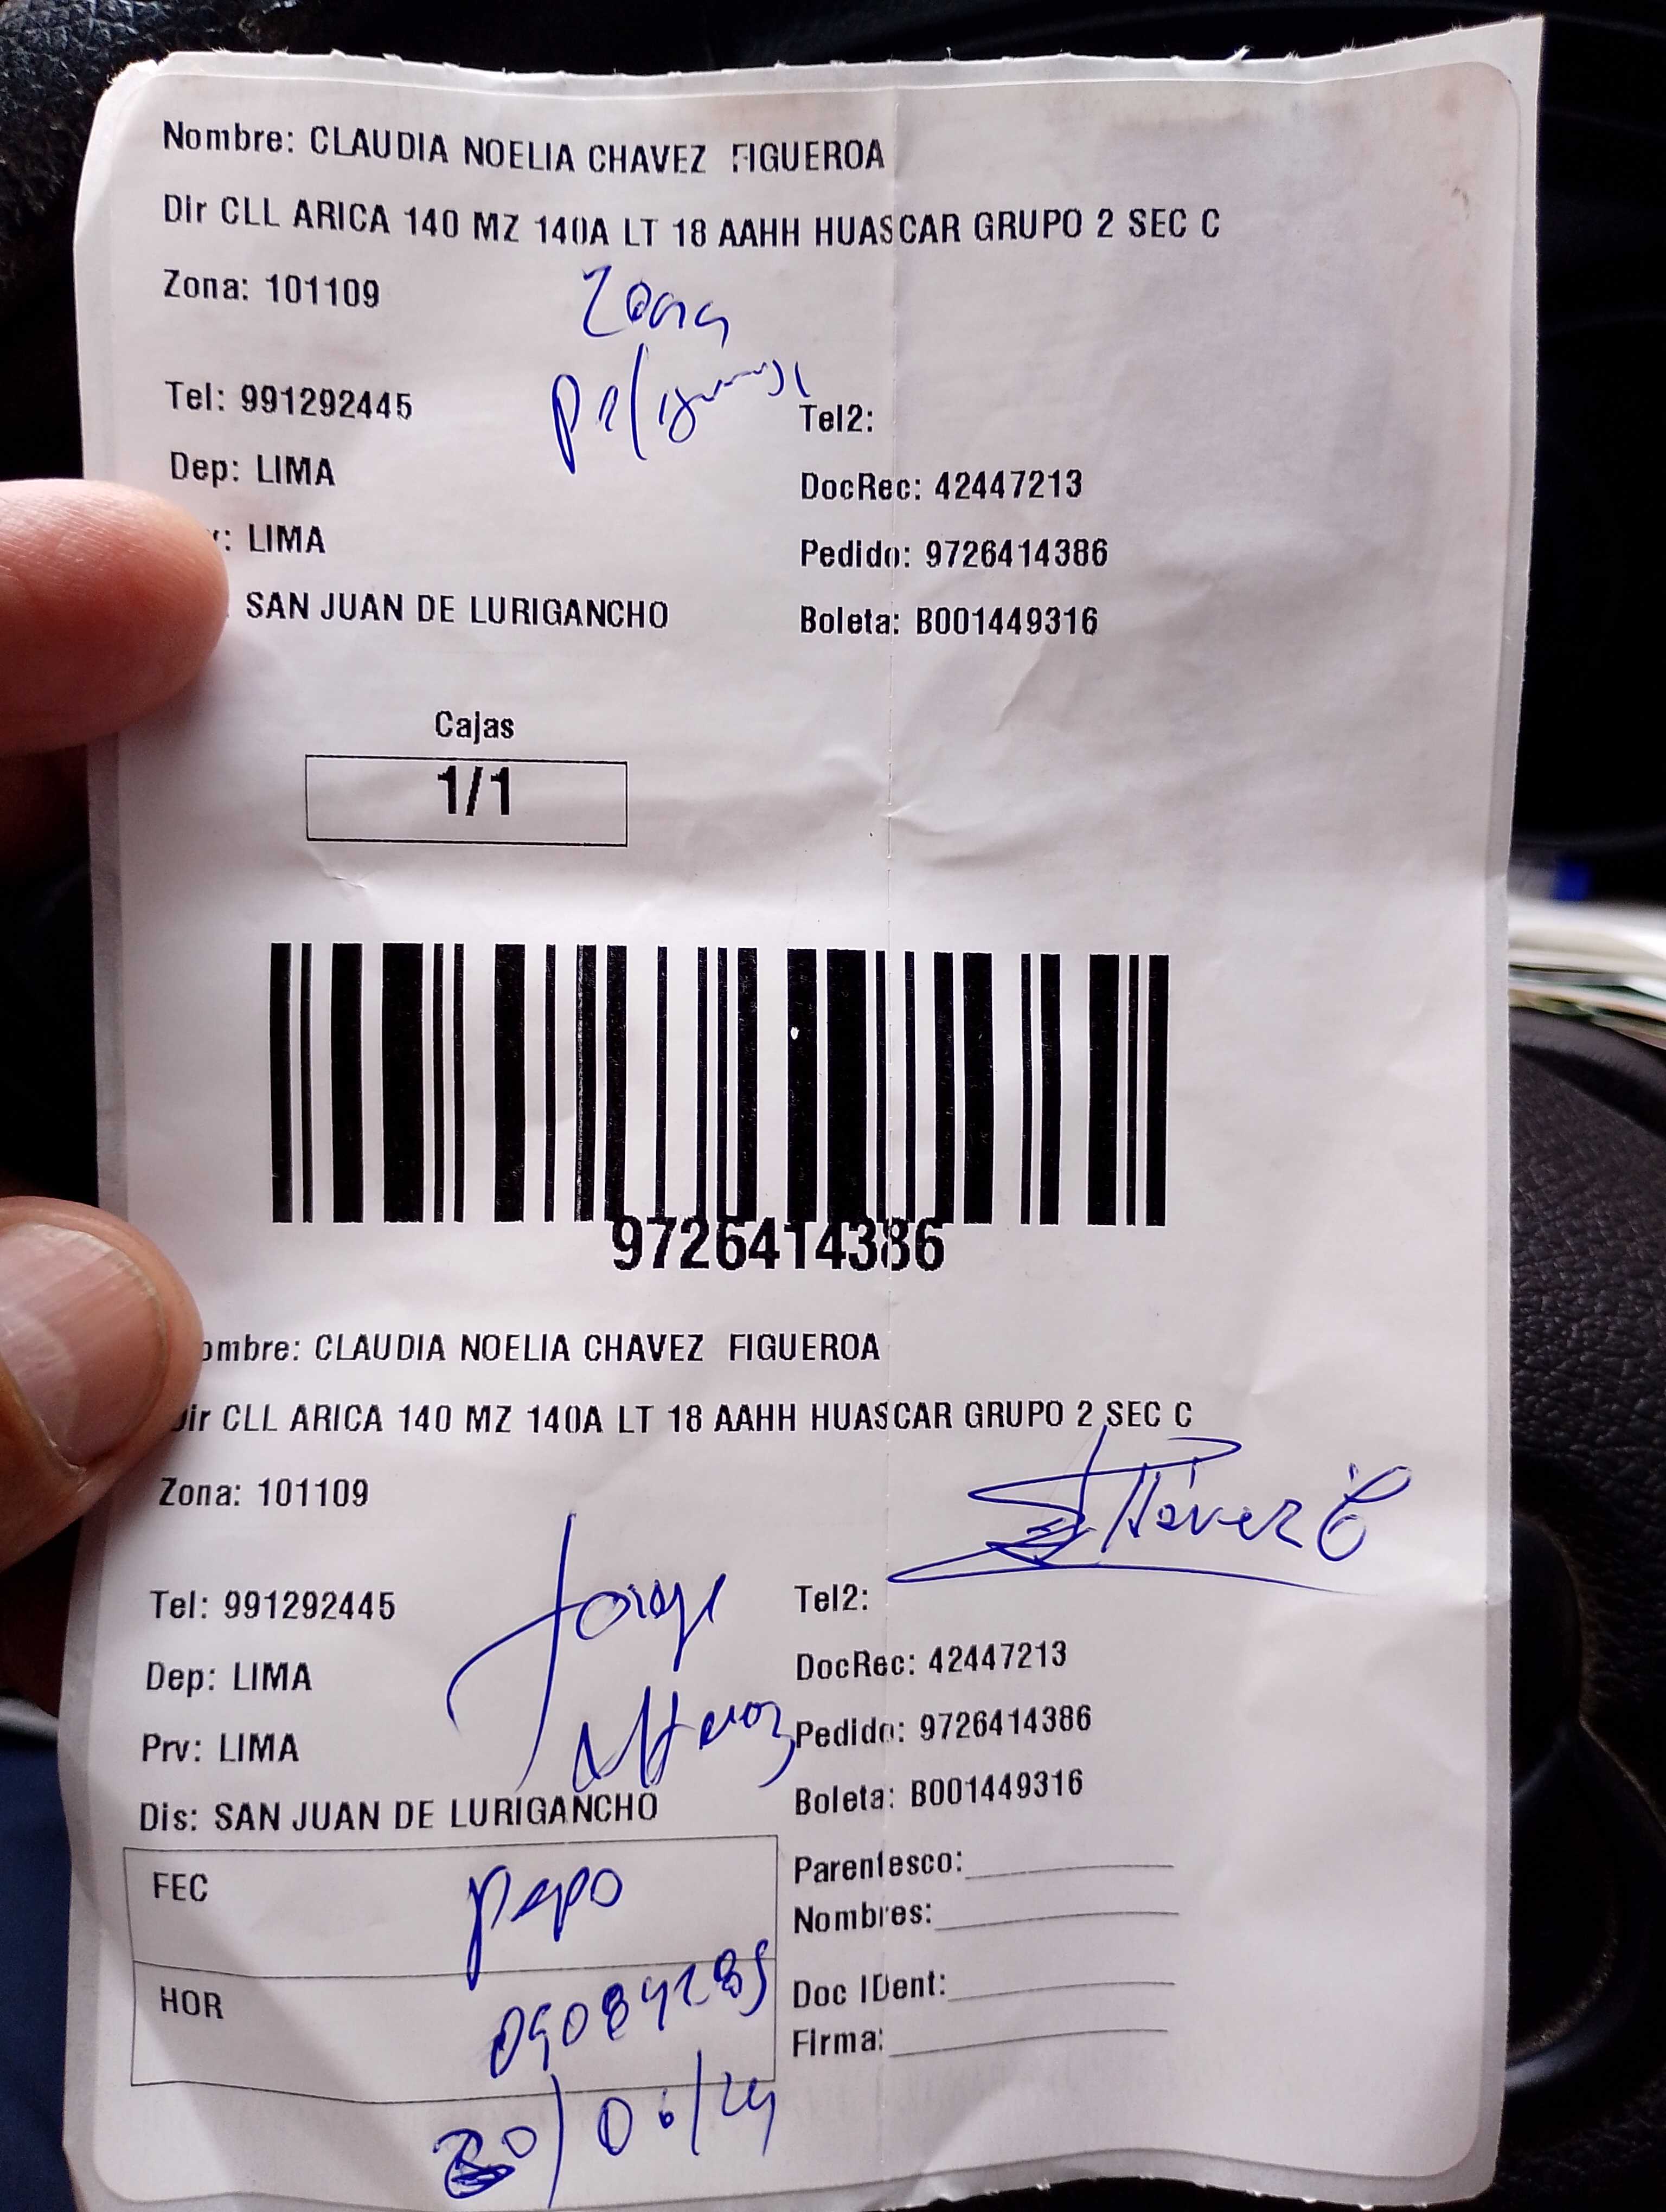 Nombre: CLAUDIA NOELIA CHAVEZ FIGUEROA
Dir CLL ARICA 140 MZ 140A LT 18 AAHH HUASCAR GRUPO 2 SEC C
Zona: 101109
Zona
Tel: 991292445
Tel2:
Dep: LIMA
DocRec: 42447213
: LIMA
Pedido: 9726414386
SAN JUAN DE LURIGANCHO
Boleta: B001449316
Cajas
1/1
9726414386
ombre: CLAUDIA NOELIA CHAVEZ FIGUEROA
Dir CLL ARICA 140 MZ 140A LT 18 AAHH HUASCAR GRUPO 2 SEC C
Zona: 101109
Chávez
Tel: 991292445
Jorge
Tel2:
Dep: LIMA
DocRec: 42447213
Prv: LIMA
Pedido: 9726414386
Dis: SAN JUAN DE LURIGANCHO
Boleta: B001449316
FEC
papo
Parentesco:
Nombres:
HOR
Doc IDent:
Firma:
/06/24